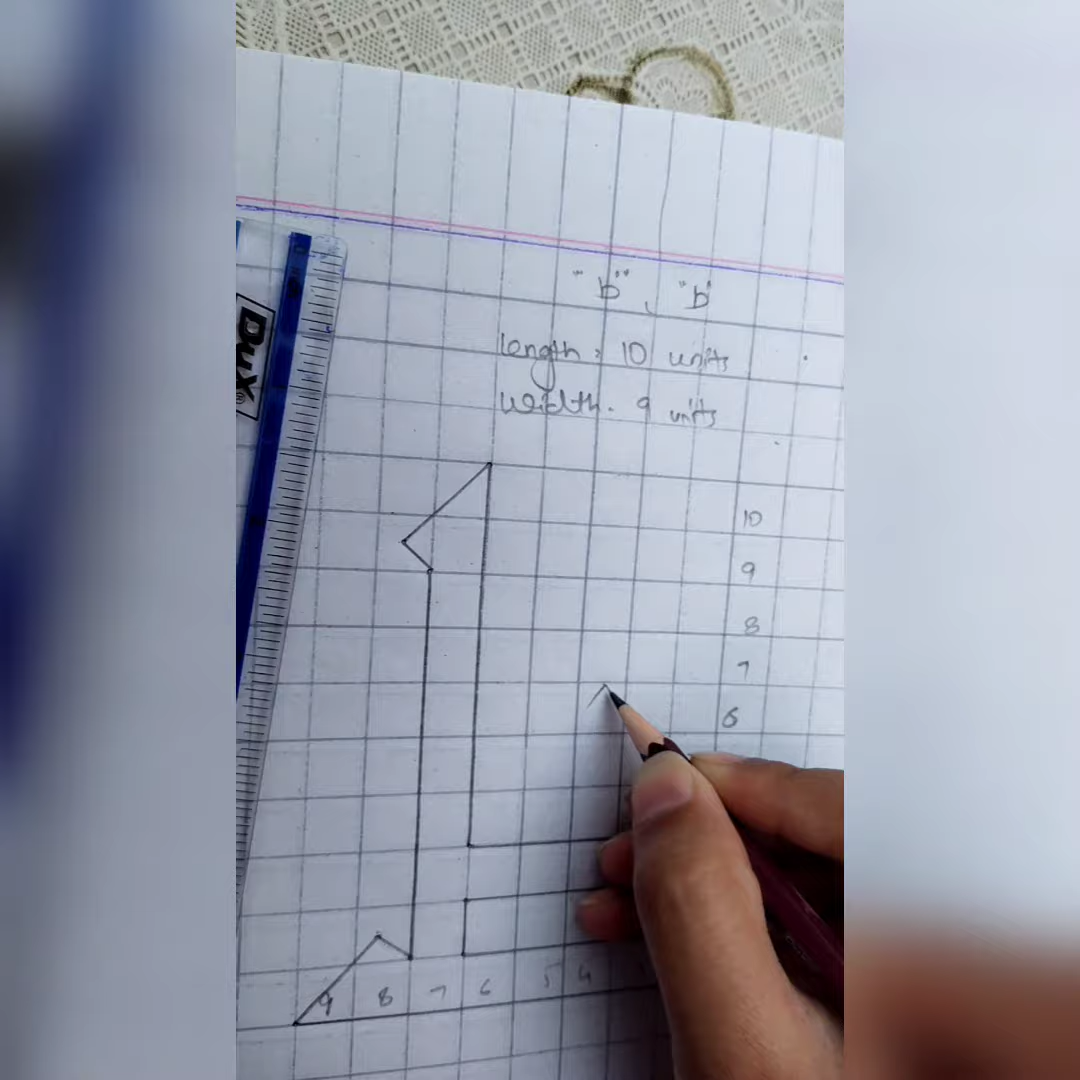 "b", "b"
length = 10 units
width = 9 units
Dux®
10
9
8
7
6
9 8 7 6 5 4